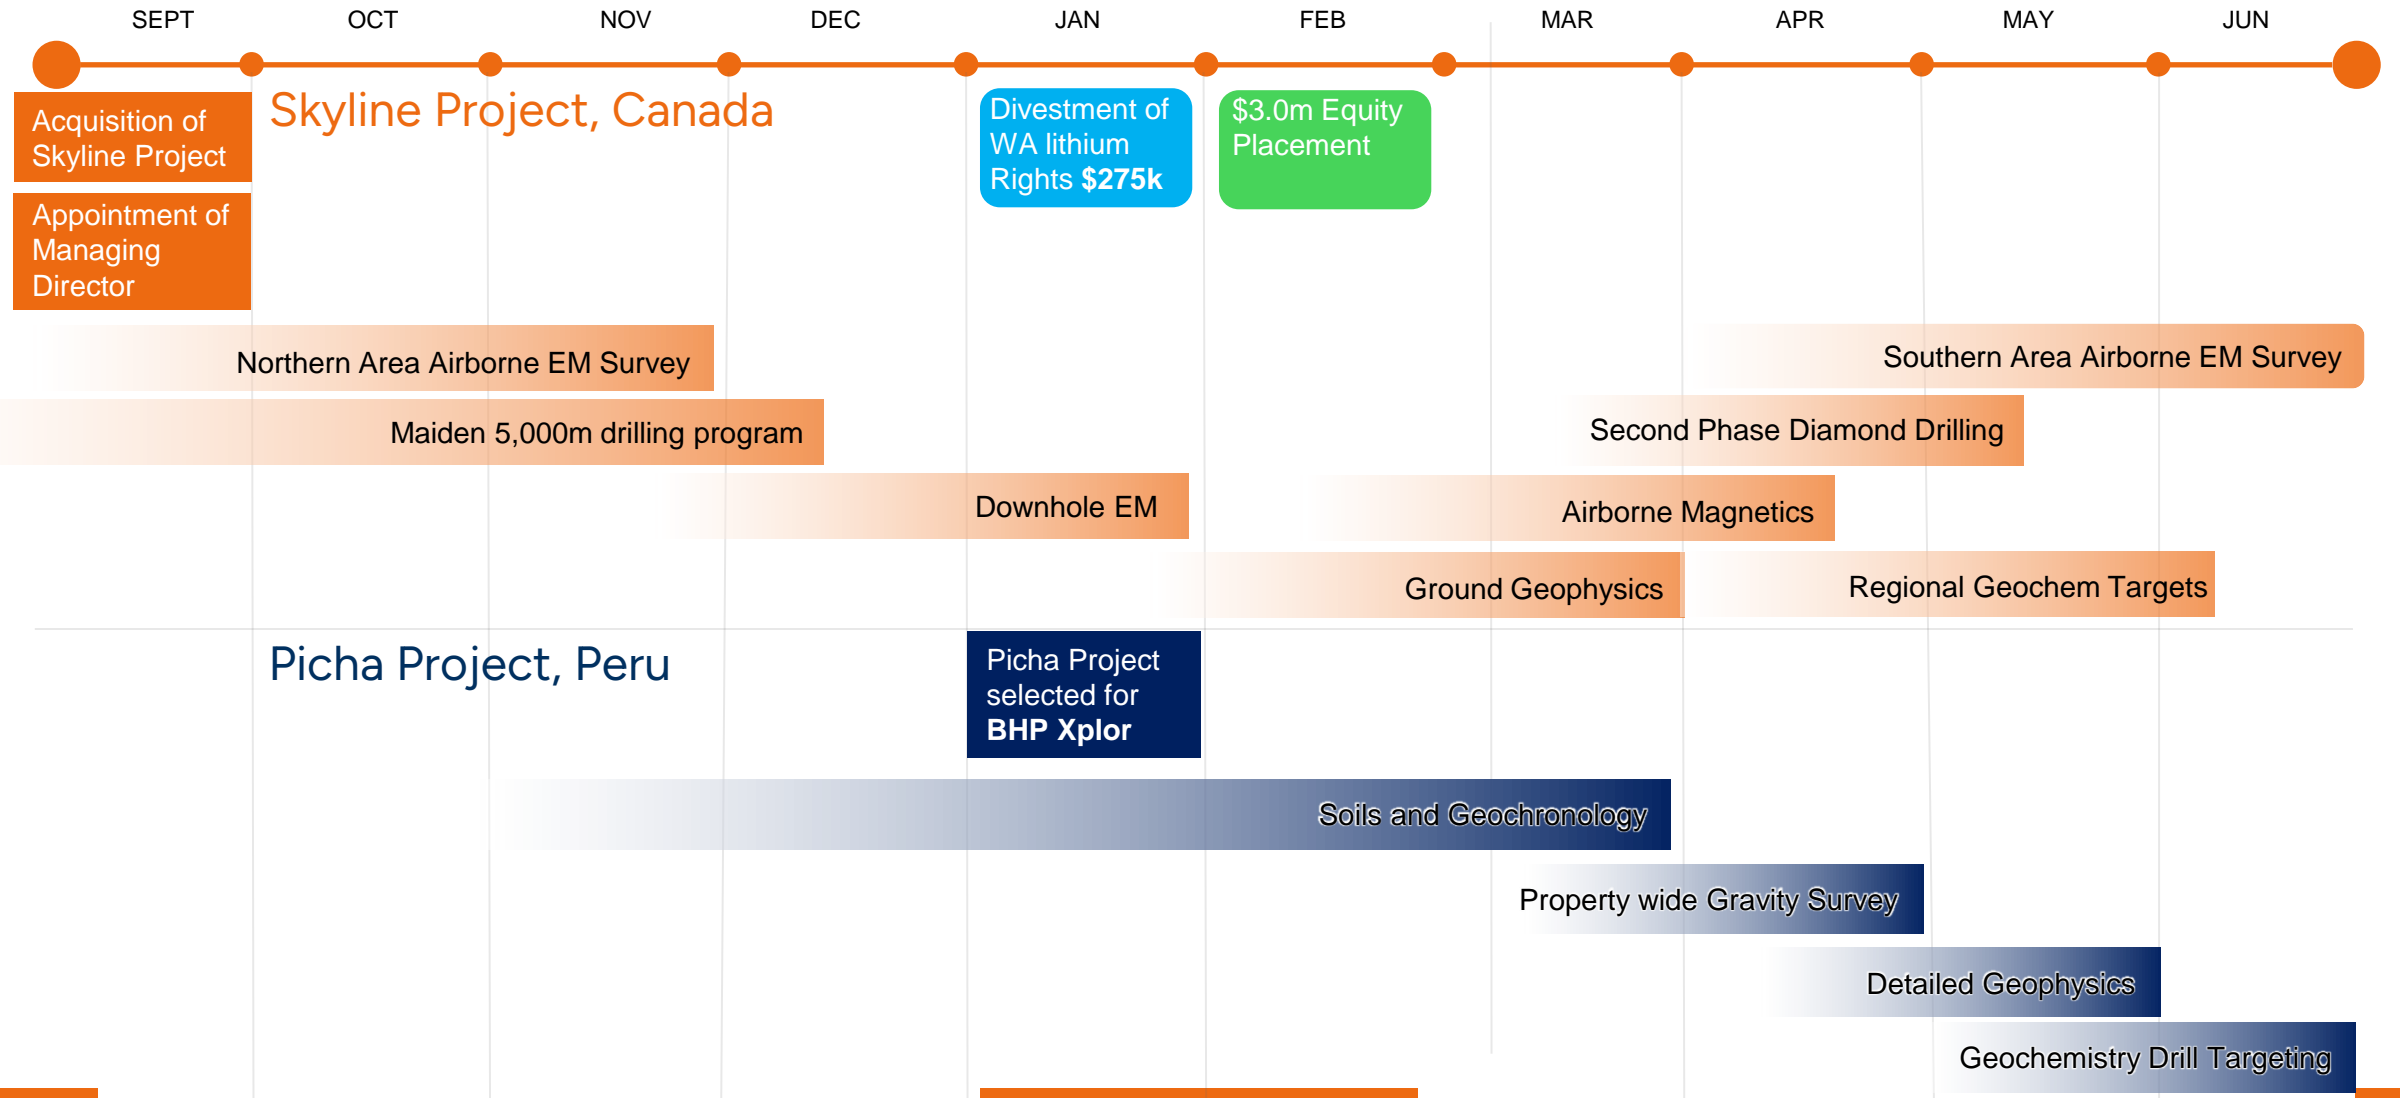 SEPT OCT NOV DEC JAN FEB MAR APR MAY JUN
Acquisition of
Skyline Project
Appointment of
Managing
Director
Skyline Project, Canada
Divestment of
WA lithium
Rights $275k
$3.0m Equity
Placement
Northern Area Airborne EM Survey
Southern Area Airborne EM Survey
Maiden 5,000m drilling program
Second Phase Diamond Drilling
Downhole EM
Airborne Magnetics
Ground Geophysics
Regional Geochem Targets
Picha Project, Peru
Picha Project
selected for
BHP Xplor
Soils and Geochronology
Property wide Gravity Survey
Detailed Geophysics
Geochemistry Drill Targeting